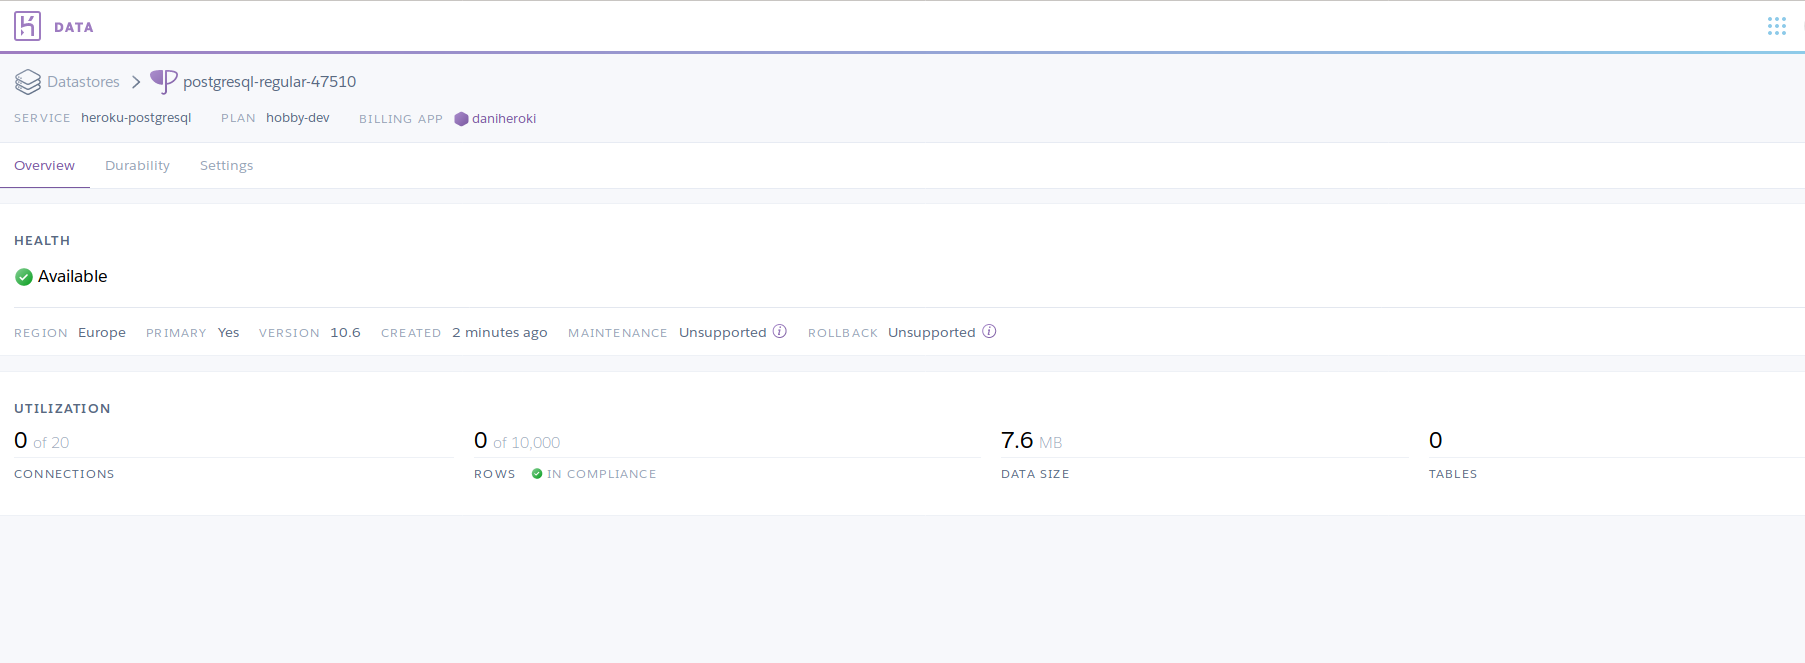 DATA
Datastores postgresql-regular-47510
SERVICE heroku-postgresql PLAN hobby-dev BILLING APP daniheroki
Overview Durability Settings
HEALTH
Available
REGION Europe PRIMARY Yes VERSION 10.6 CREATED 2 minutes ago MAINTENANCE Unsupported ROLLBACK Unsupported
UTILIZATION
0 of 20 0 of 10,000 7.6 MB 0
CONNECTIONS ROWS IN COMPLIANCE DATA SIZE TABLES